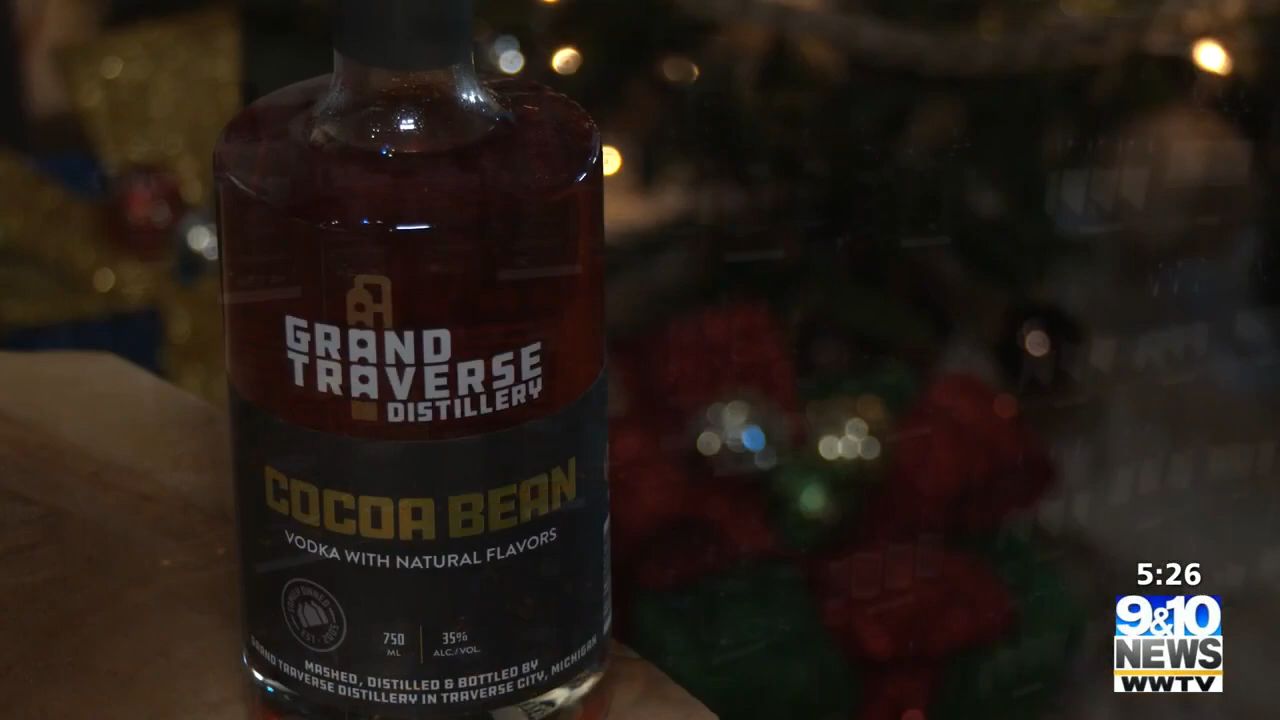 GRAND
TRAVERSE
DISTILLERY
COCOA BEAN
VODKA WITH NATURAL FLAVORS
750
ML
35%
ALC./VOL.
MASHED, DISTILLED & BOTTLED BY
GRAND TRAVERSE DISTILLERY IN TRAVERSE CITY, MICHIGAN
5:26
9&10
NEWS
WWTV